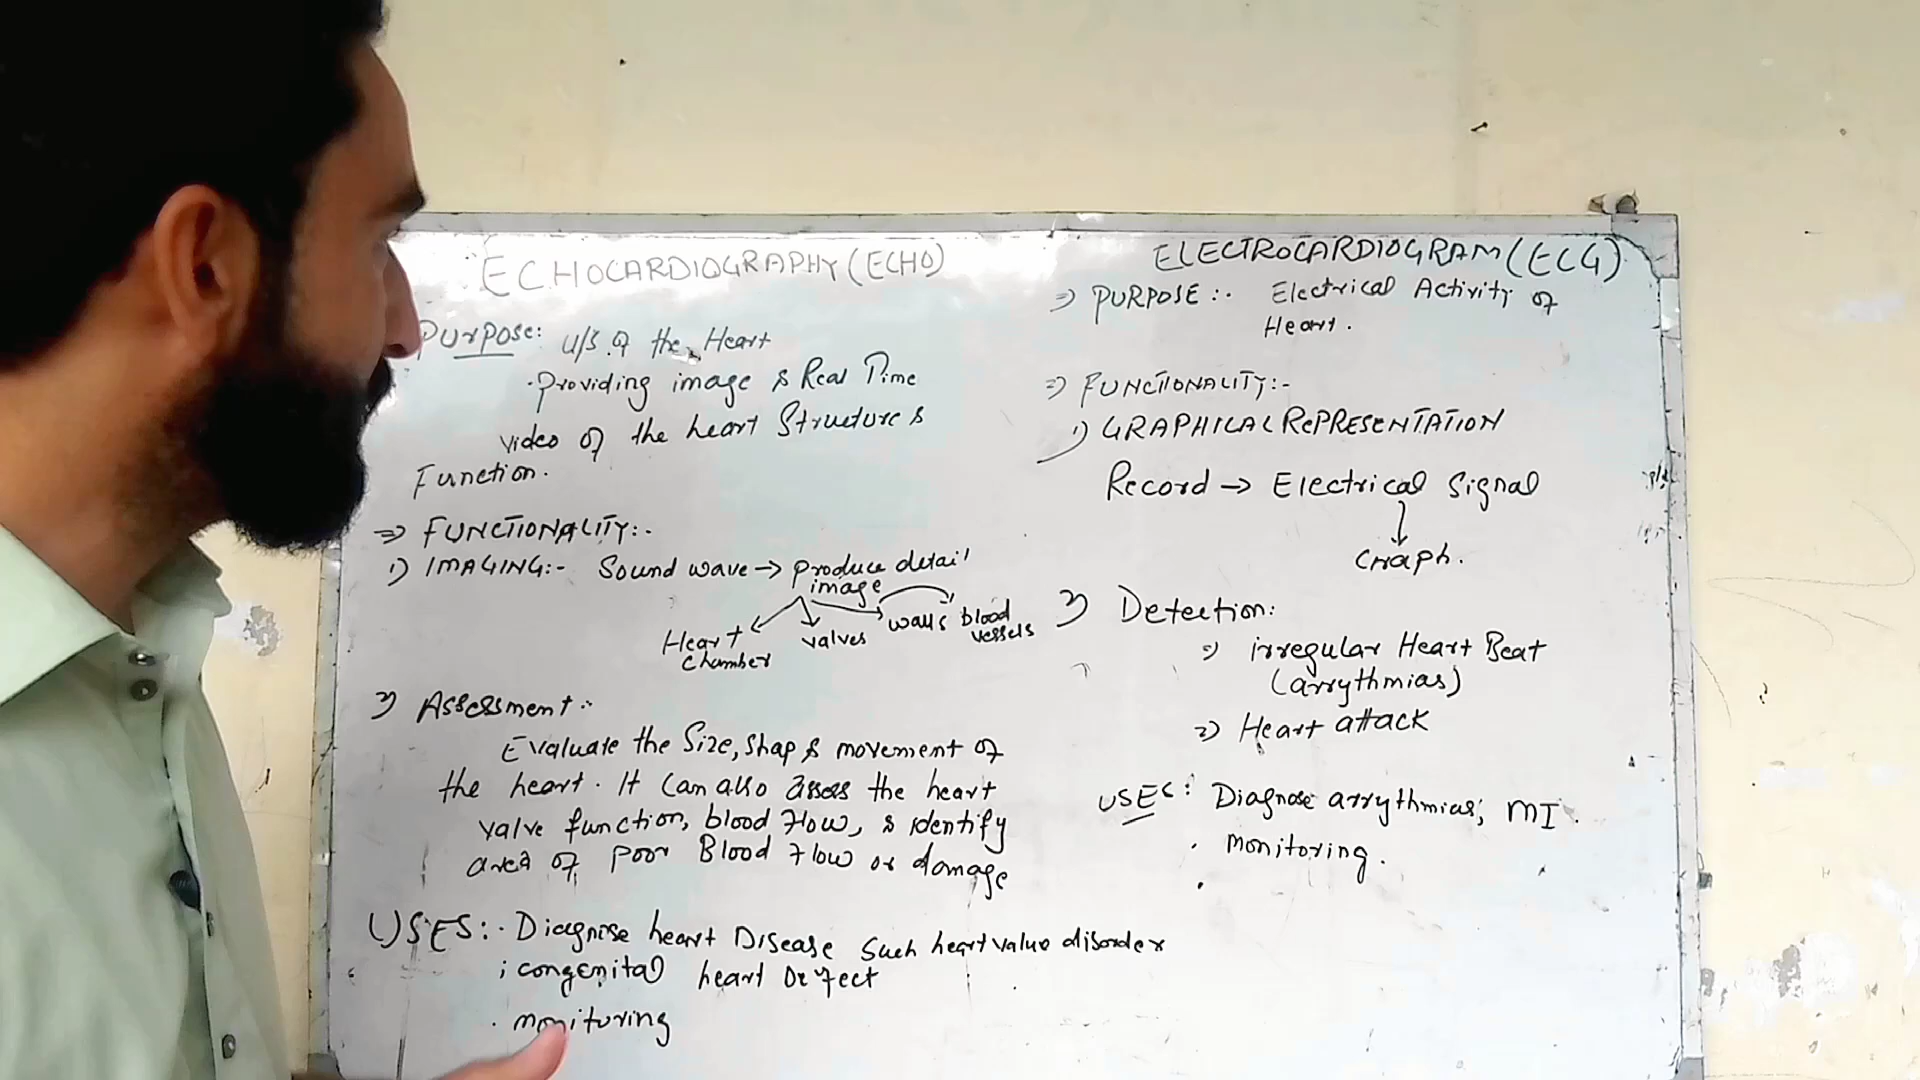 ECHOCARDIOGRAPHY (ECHO)
Purpose: U/S of the Heart
. Providing image & Real Time
video of the heart Structure &
Function.
=> FUNCTIONALITY:-
1) IMAGING:- Sound wave → produce detail
image
Heart chamber valves walls blood vessels
2) Assessment:-
Evaluate the Size, Shap & movement of
the heart. It can also assess the heart
valve function, blood flow, & identify
area of poor Blood flow or damage
USES:. Diagnose heart Disease Such heart valve disorder
; congenital heart Defect
. monitoring
ELECTROCARDIOGRAM (ECG)
=> PURPOSE:. Electrical Activity of
Heart.
=> FUNCTIONALITY:-
1) GRAPHICAL RePRESENTATION
Record → Electrical Signal
Graph.
2) Detection:
1) irregular Heart Beat
(arrythmias)
2) Heart attack
USES: Diagnose arrythmias; MI.
. monitoring.